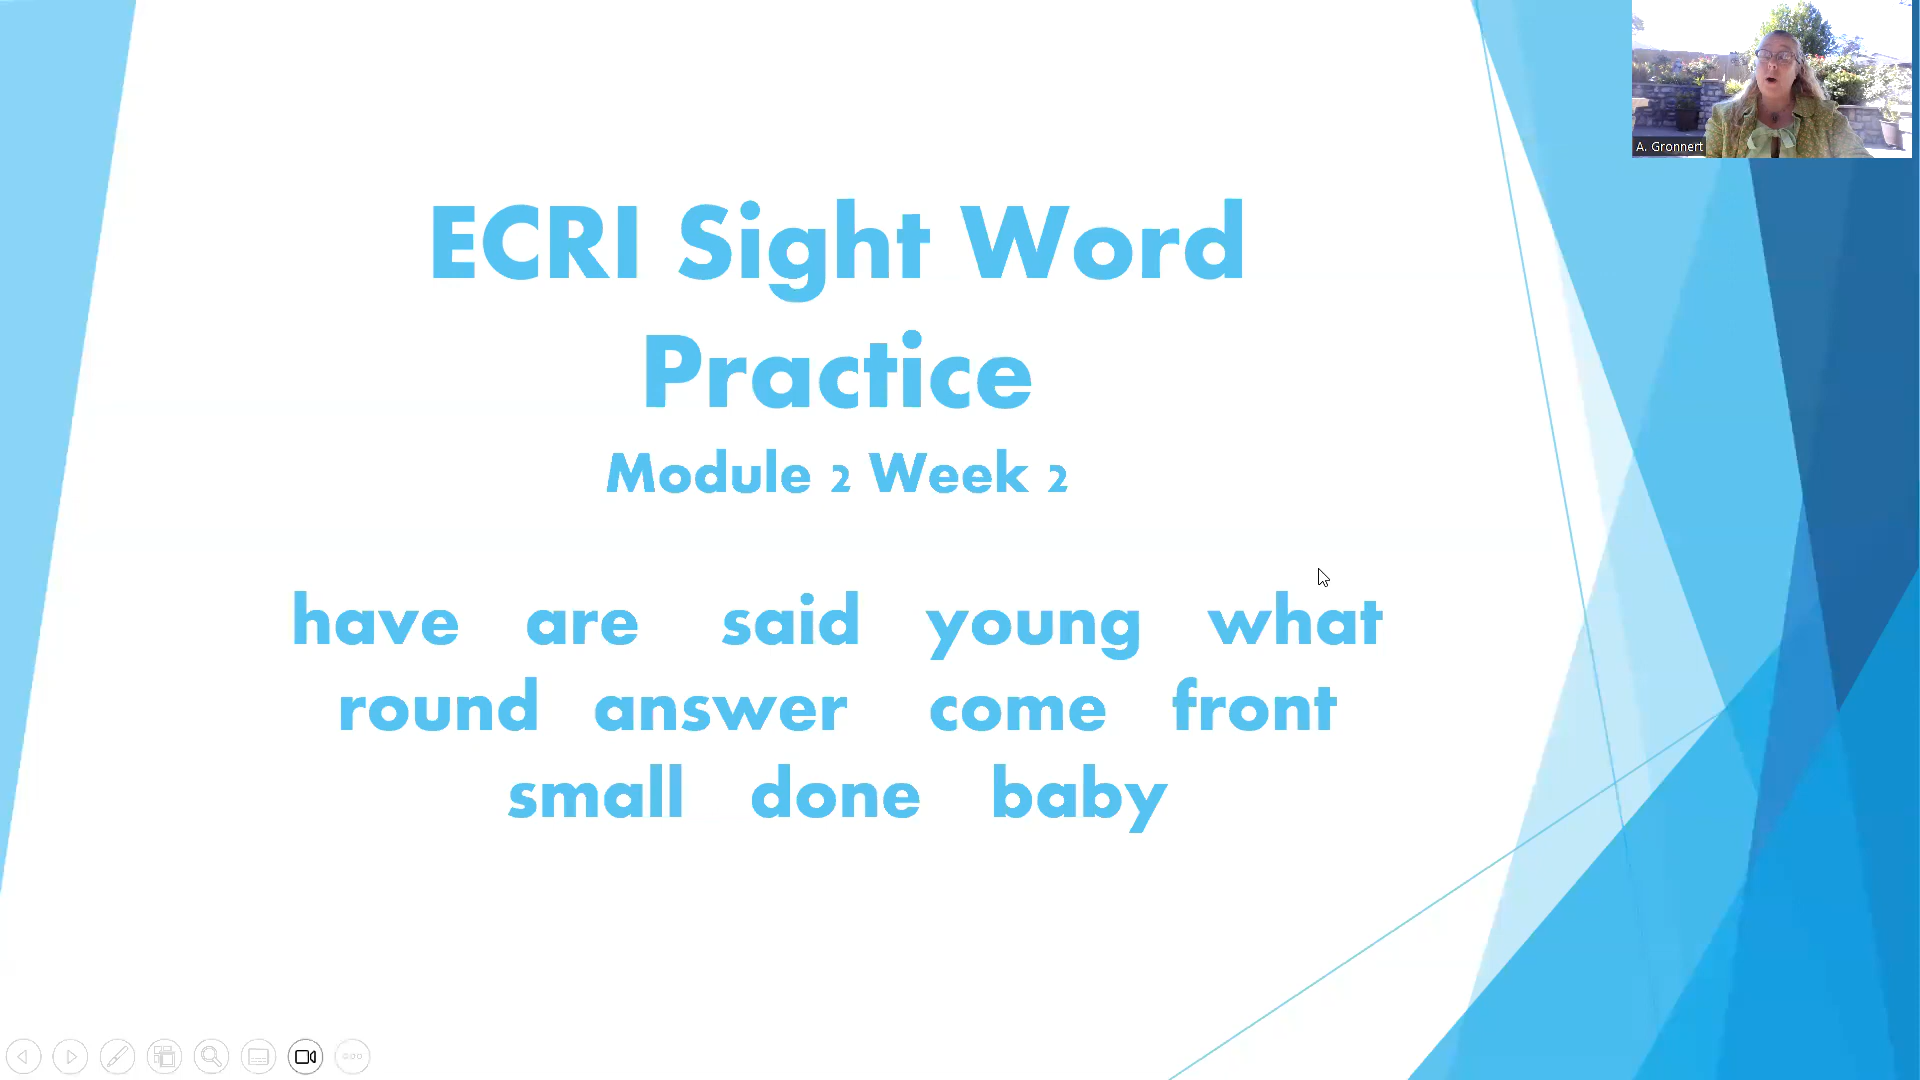 A. Gronnert
ECRI Sight Word
Practice
Module 2 Week 2
have are said young what
round answer come front
small done baby